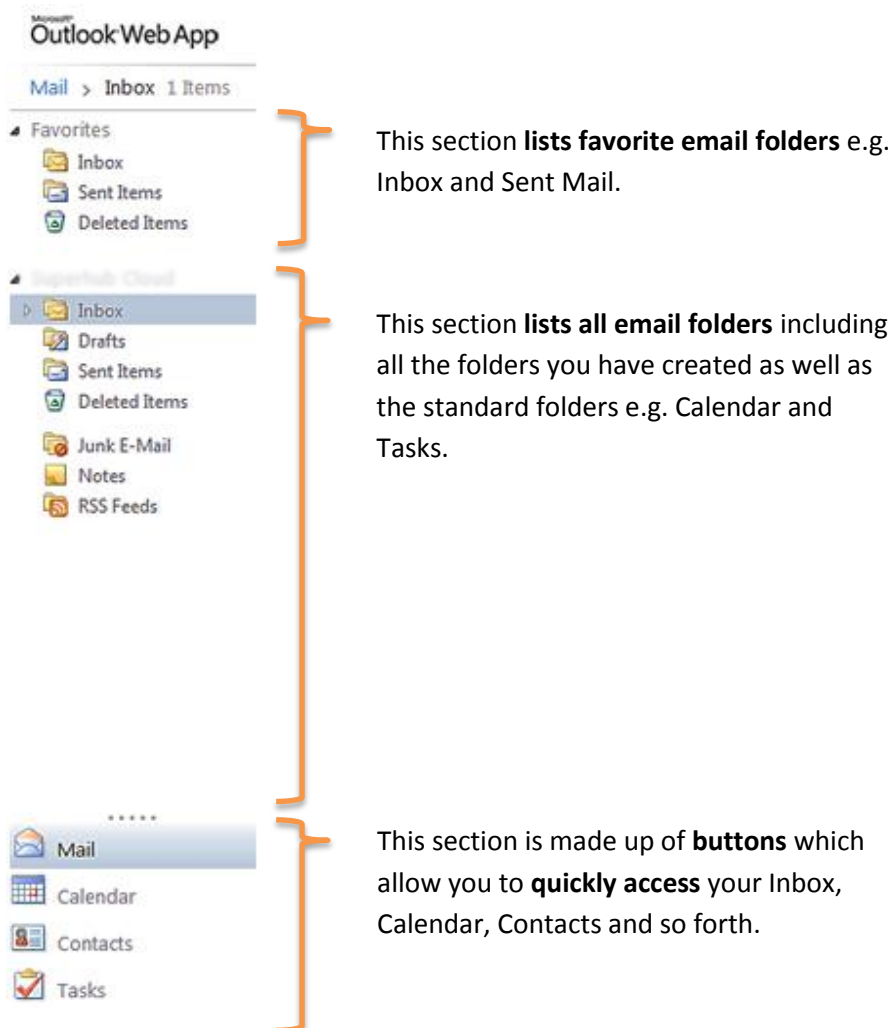 Microsoft
Outlook Web App
Mail > Inbox 1 Items
Favorites
Inbox
Sent Items
Deleted Items
This section lists favorite email folders e.g.
Inbox and Sent Mail.
Superhub Cloud
Inbox
Drafts
Sent Items
Deleted Items
Junk E-Mail
Notes
RSS Feeds
This section lists all email folders including
all the folders you have created as well as
the standard folders e.g. Calendar and
Tasks.
Mail
Calendar
Contacts
Tasks
This section is made up of buttons which
allow you to quickly access your Inbox,
Calendar, Contacts and so forth.